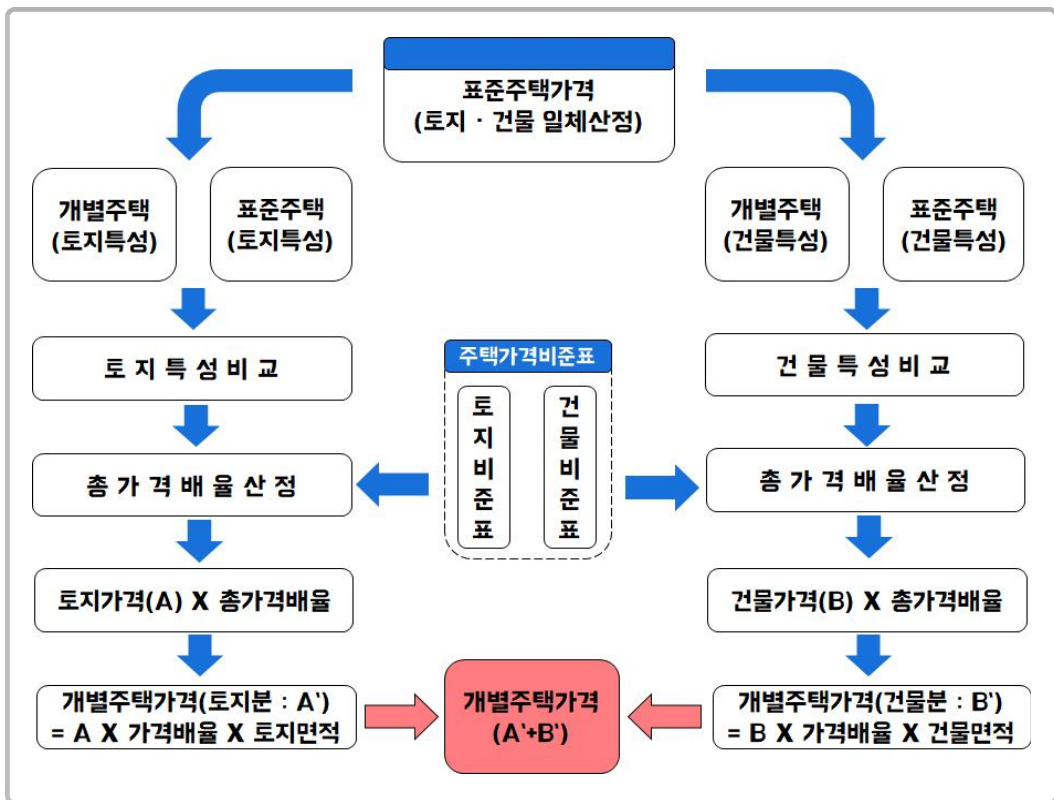 표준주택가격
(토지 · 건물 일체산정)
개별주택
(토지특성)
표준주택
(토지특성)
개별주택
(건물특성)
표준주택
(건물특성)
토지특성비교
주택가격비준표
토지비준표
건물비준표
건물특성비교
총가격배율산정
총가격배율산정
토지가격(A) X 총가격배율
건물가격(B) X 총가격배율
개별주택가격(토지분 : A')
= A X 가격배율 X 토지면적
개별주택가격
(A'+B')
개별주택가격(건물분 : B')
= B X 가격배율 X 건물면적